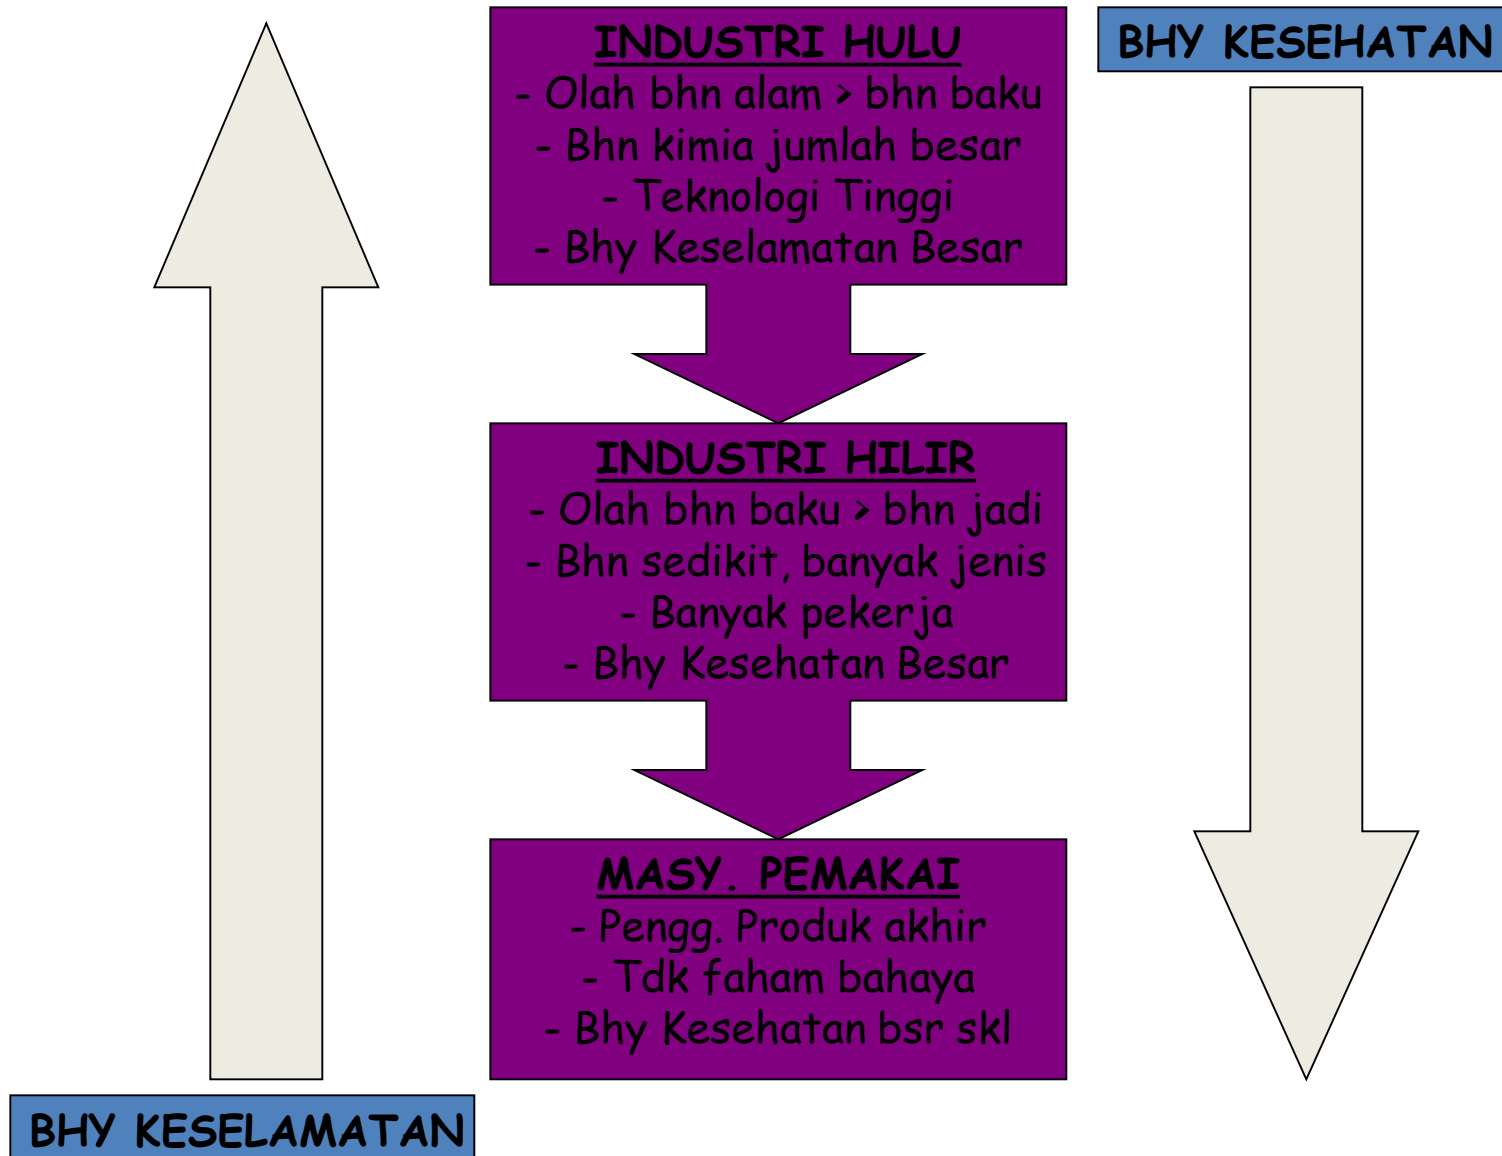 INDUSTRI HULU
- Olah bhn alam > bhn baku
- Bhn kimia jumlah besar
- Teknologi Tinggi
- Bhy Keselamatan Besar
BHY KESEHATAN
INDUSTRI HILIR
- Olah bhn baku > bhn jadi
- Bhn sedikit, banyak jenis
- Banyak pekerja
- Bhy Kesehatan Besar
MASY. PEMAKAI
- Pengg. Produk akhir
- Tdk faham bahaya
- Bhy Kesehatan bsr skl
BHY KESELAMATAN